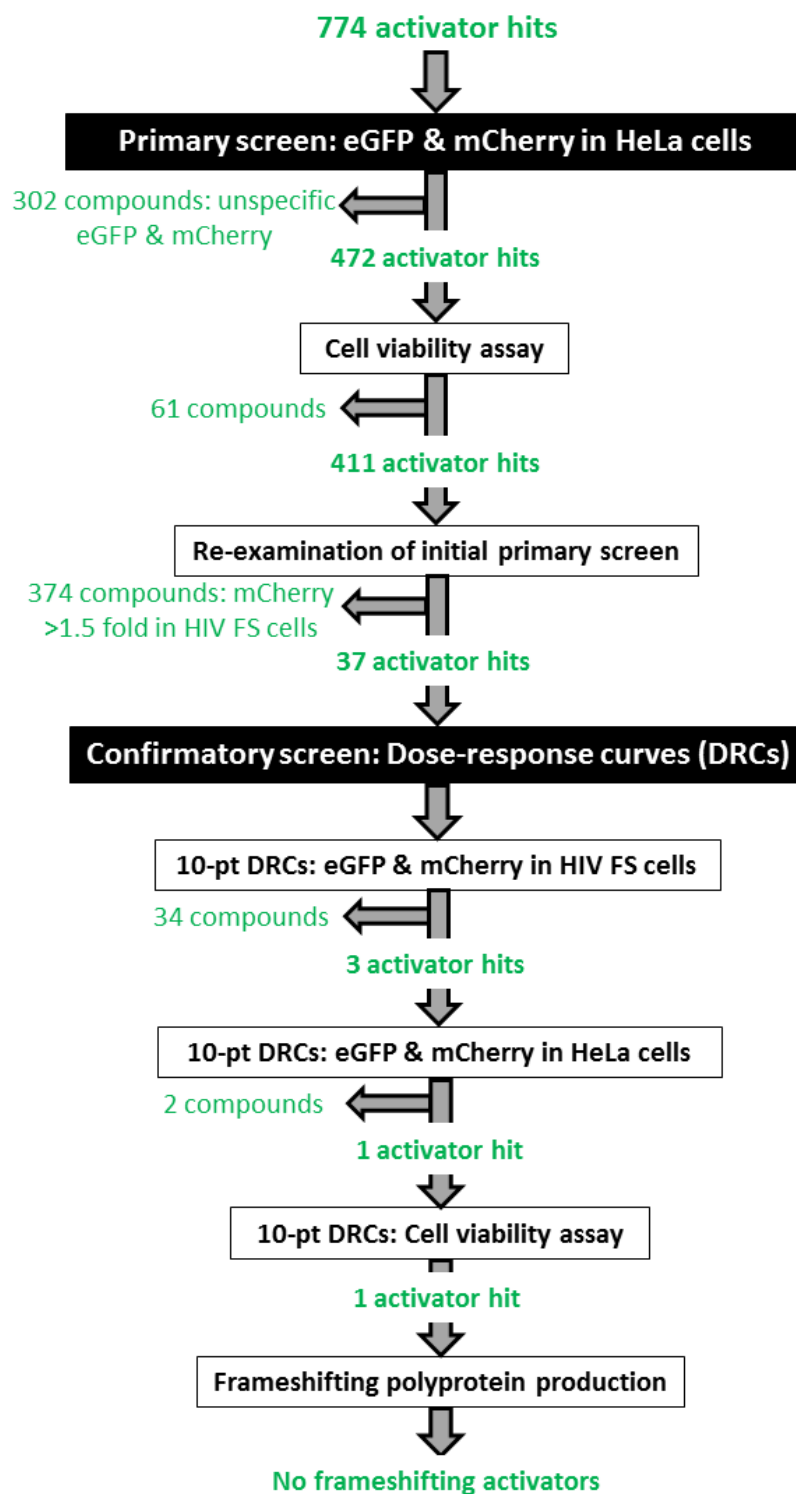 774 activator hits
Primary screen: eGFP & mCherry in HeLa cells
302 compounds: unspecific
eGFP & mCherry
472 activator hits
Cell viability assay
61 compounds
411 activator hits
Re-examination of initial primary screen
374 compounds: mCherry
>1.5 fold in HIV FS cells
37 activator hits
Confirmatory screen: Dose-response curves (DRCs)
10-pt DRCs: eGFP & mCherry in HIV FS cells
34 compounds
3 activator hits
10-pt DRCs: eGFP & mCherry in HeLa cells
2 compounds
1 activator hit
10-pt DRCs: Cell viability assay
1 activator hit
Frameshifting polyprotein production
No frameshifting activators